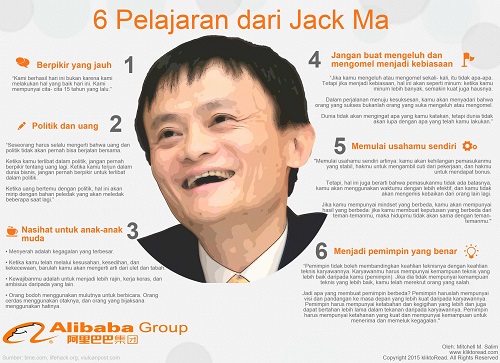 6 Pelajaran dari Jack Ma
Berpikir yang jauh
1
"Kami berhasil hari ini bukan karena kami
melakukan hal yang baik hari ini. Kami
mempunyai cita- cita 15 tahun yang lalu."
Politik dan uang
2
"Seseorang harus selalu mengerti bahwa uang dan
politik tidak akan pernah bisa berjalan bersama.
Ketika kamu terlibat dalam politik, jangan pernah
berpikir tentang uang lagi. Ketika kamu terjun dalam
dunia bisnis, jangan pernah berpikir untuk terlibat
dalam politik.
Ketika uang bertemu dengan politik, hal ini akan
mirip dengan bahan peledak yang akan meledak
beberapa saat lagi."
Nasihat untuk anak-anak
muda
3
• Menyerah adalah kegagalan yang terbesar
• Ketika kamu telah melalui kesusahan, kesedihan, dan
kekecewaan, barulah kamu akan mengerti arti dari ulet dan tabah
• Kewajibanmu adalah untuk menjadi lebih rajin, kerja keras, dan
ambisius daripada yang lain
• Orang bodoh menggunakan mulutnya untuk berbicara. Orang
cerdas menggunakan otaknya, dan orang yang bijaksana
menggunakan hatinya.
4
Jangan buat mengeluh dan
mengomel menjadi kebiasaan
"Jika kamu mengeluh atau mengomel sekali- kali, itu tidak apa-apa.
Tetapi jika menjadi kebiasaan, hal ini akan seperti minum: ketika kamu
minum lebih banyak, semakin kuat juga hausnya.
Dalam perjalanan menuju kesuksesan, kamu akan menyadari bahwa
orang yang sukses bukanlah orang yang suka mengeluh atau mengomel.
Dunia tidak akan mengingat apa yang kamu katakan, tetapi dunia tidak
akan lupa dengan apa yang telah kamu lakukan."
5
Memulai usahamu sendiri
"Memulai usahamu sendiri artinya: kamu akan kehilangan pemasukanmu
yang stabil, hakmu untuk mengambil cuti dari pekerjaan, dan hakmu
untuk mendapat bonus.
Tetapi, hal ini juga berarti bahwa pemasukanmu tidak ada batasnya,
kamu akan menggunakan waktumu dengan lebih efektif, dan kamu tidak
akan mengemis kebaikan dari orang lain lagi.
Jika kamu mempunyai mindset yang berbeda, kamu akan mempunyai
hasil yang berbeda: jika kamu membuat keputusan yang berbeda dari
teman-temanmu, maka hidupmu tidak akan sama dengan teman-
temanmu."
6
Menjadi pemimpin yang benar
"Pemimpin tidak boleh membandingkan keahlian teknisnya dengan keahlian
teknis karyawannya. Karyawanmu harus mempunyai kemampuan teknis yang
lebih baik daripada kamu (pemimpin). Jika dia tidak mempunyai kemampuan
teknis yang lebih baik, kamu telah merekrut orang yang salah.
Jadi apa yang membuat pemimpin berbeda? Pemimpin haruslah mempunyai
visi dan pandangan ke masa depan yang lebih kuat daripada karyawannya.
Pemimpin harus mempunyai ketabahan dan kegigihan yang lebih dan juga
dapat bertahan lebih lama dalam tekanan daripada karyawannya. Pemimpin
harus mempunyai ketahanan yang kuat dan mempunyai kemampuan untuk
menerima dan memeluk kegagalan."
Alibaba Group
阿里巴巴集团
Sumber: time.com, lifehack.org, valuewalkpost.com
Oleh: Mitchell M. Salim
www.kliktoread.com
Copyright 2015 kliktoRead. All Rights Reserved